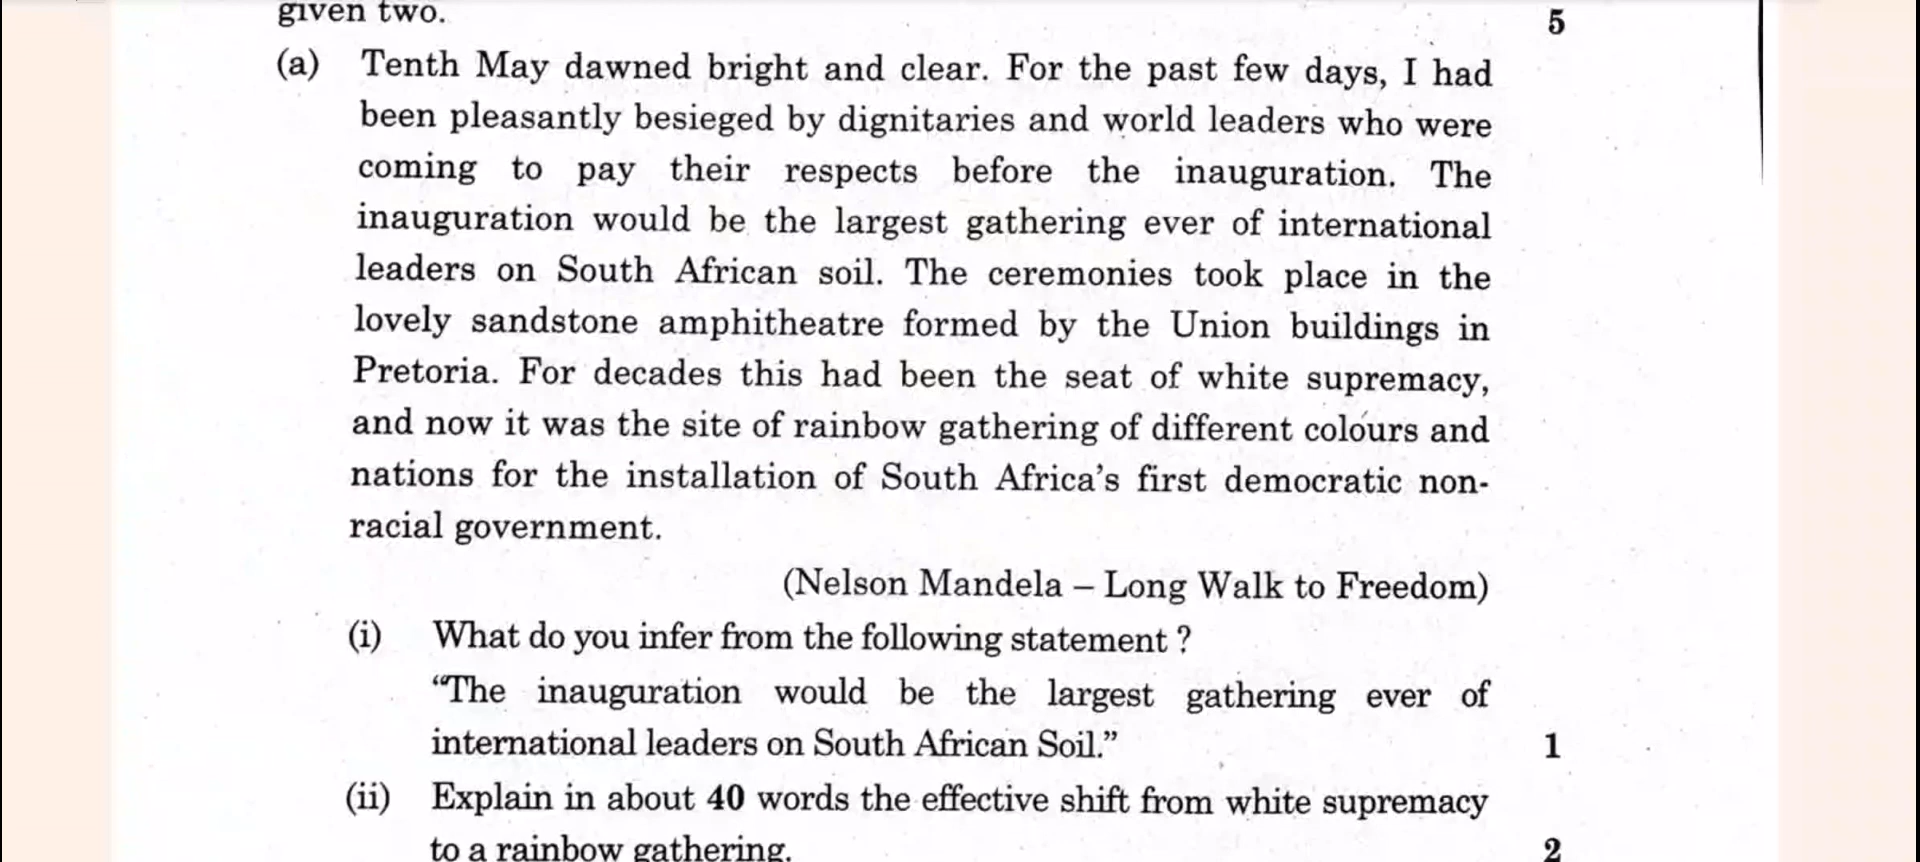 given two.
5
(a) Tenth May dawned bright and clear. For the past few days, I had
been pleasantly besieged by dignitaries and world leaders who were
coming to pay their respects before the inauguration. The
inauguration would be the largest gathering ever of international
leaders on South African soil. The ceremonies took place in the
lovely sandstone amphitheatre formed by the Union buildings in
Pretoria. For decades this had been the seat of white supremacy,
and now it was the site of rainbow gathering of different colours and
nations for the installation of South Africa’s first democratic non-
racial government.
(Nelson Mandela – Long Walk to Freedom)
(i) What do you infer from the following statement ?
“The inauguration would be the largest gathering ever of
international leaders on South African Soil.” 1
(ii) Explain in about 40 words the effective shift from white supremacy
to a rainbow gathering. 2